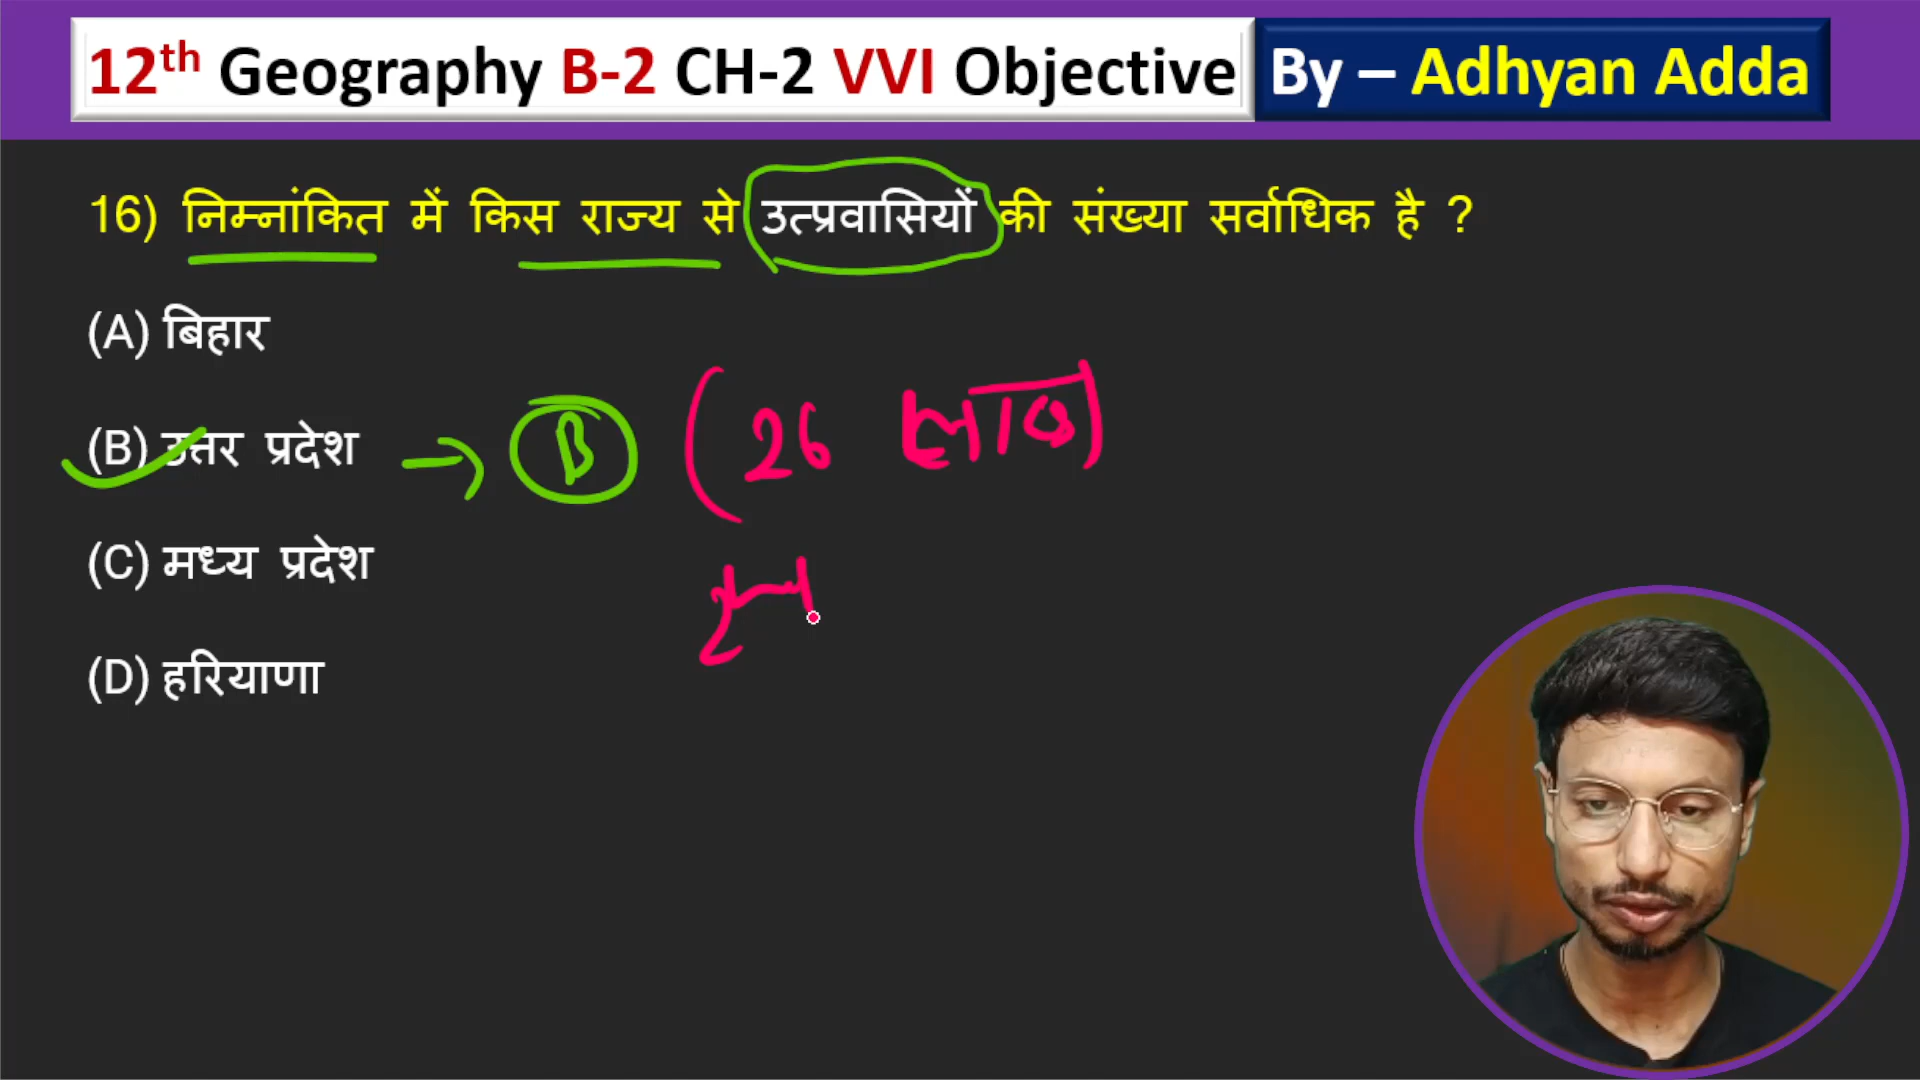 12th Geography B-2 CH-2 VVI Objective By – Adhyan Adda
16) निम्नांकित में किस राज्य से उत्प्रवासियों की संख्या सर्वाधिक है ?
(A) बिहार
(B) उत्तर प्रदेश → B (26 लाख)
(C) मध्य प्रदेश
(D) हरियाणा